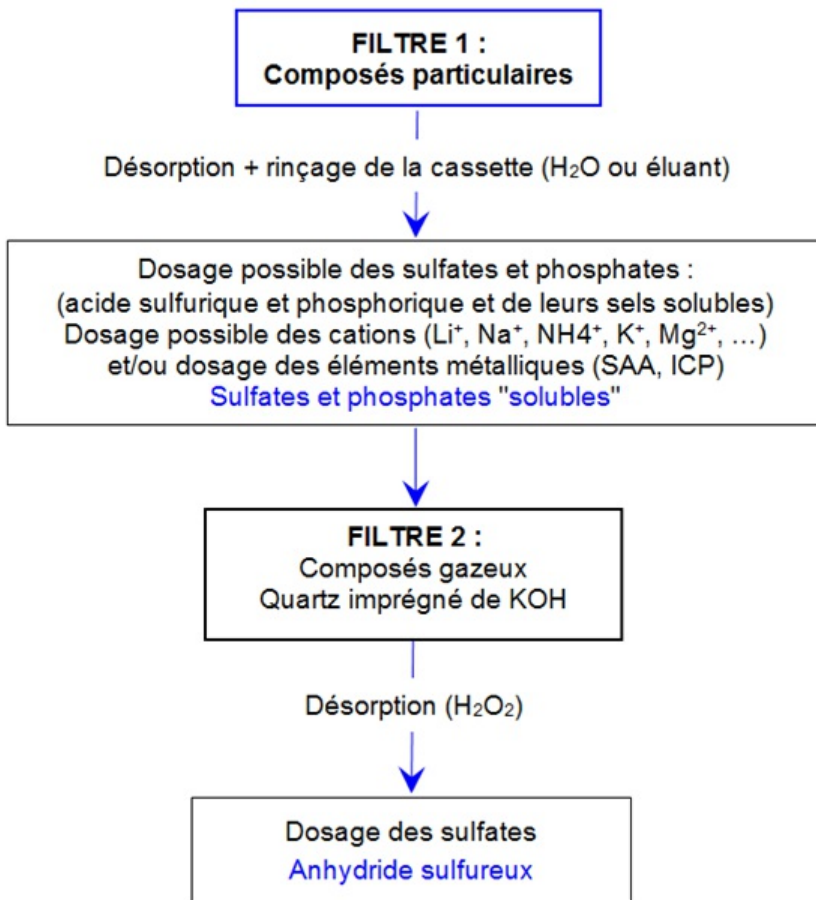 FILTRE 1 :
Composés particulaires
Désorption + rinçage de la cassette (H₂O ou éluant)
Dosage possible des sulfates et phosphates :
(acide sulfurique et phosphorique et de leurs sels solubles)
Dosage possible des cations (Li⁺, Na⁺, NH4⁺, K⁺, Mg²⁺, ...)
et/ou dosage des éléments métalliques (SAA, ICP)
Sulfates et phosphates "solubles"
FILTRE 2 :
Composés gazeux
Quartz imprégné de KOH
Désorption (H₂O₂)
Dosage des sulfates
Anhydride sulfureux